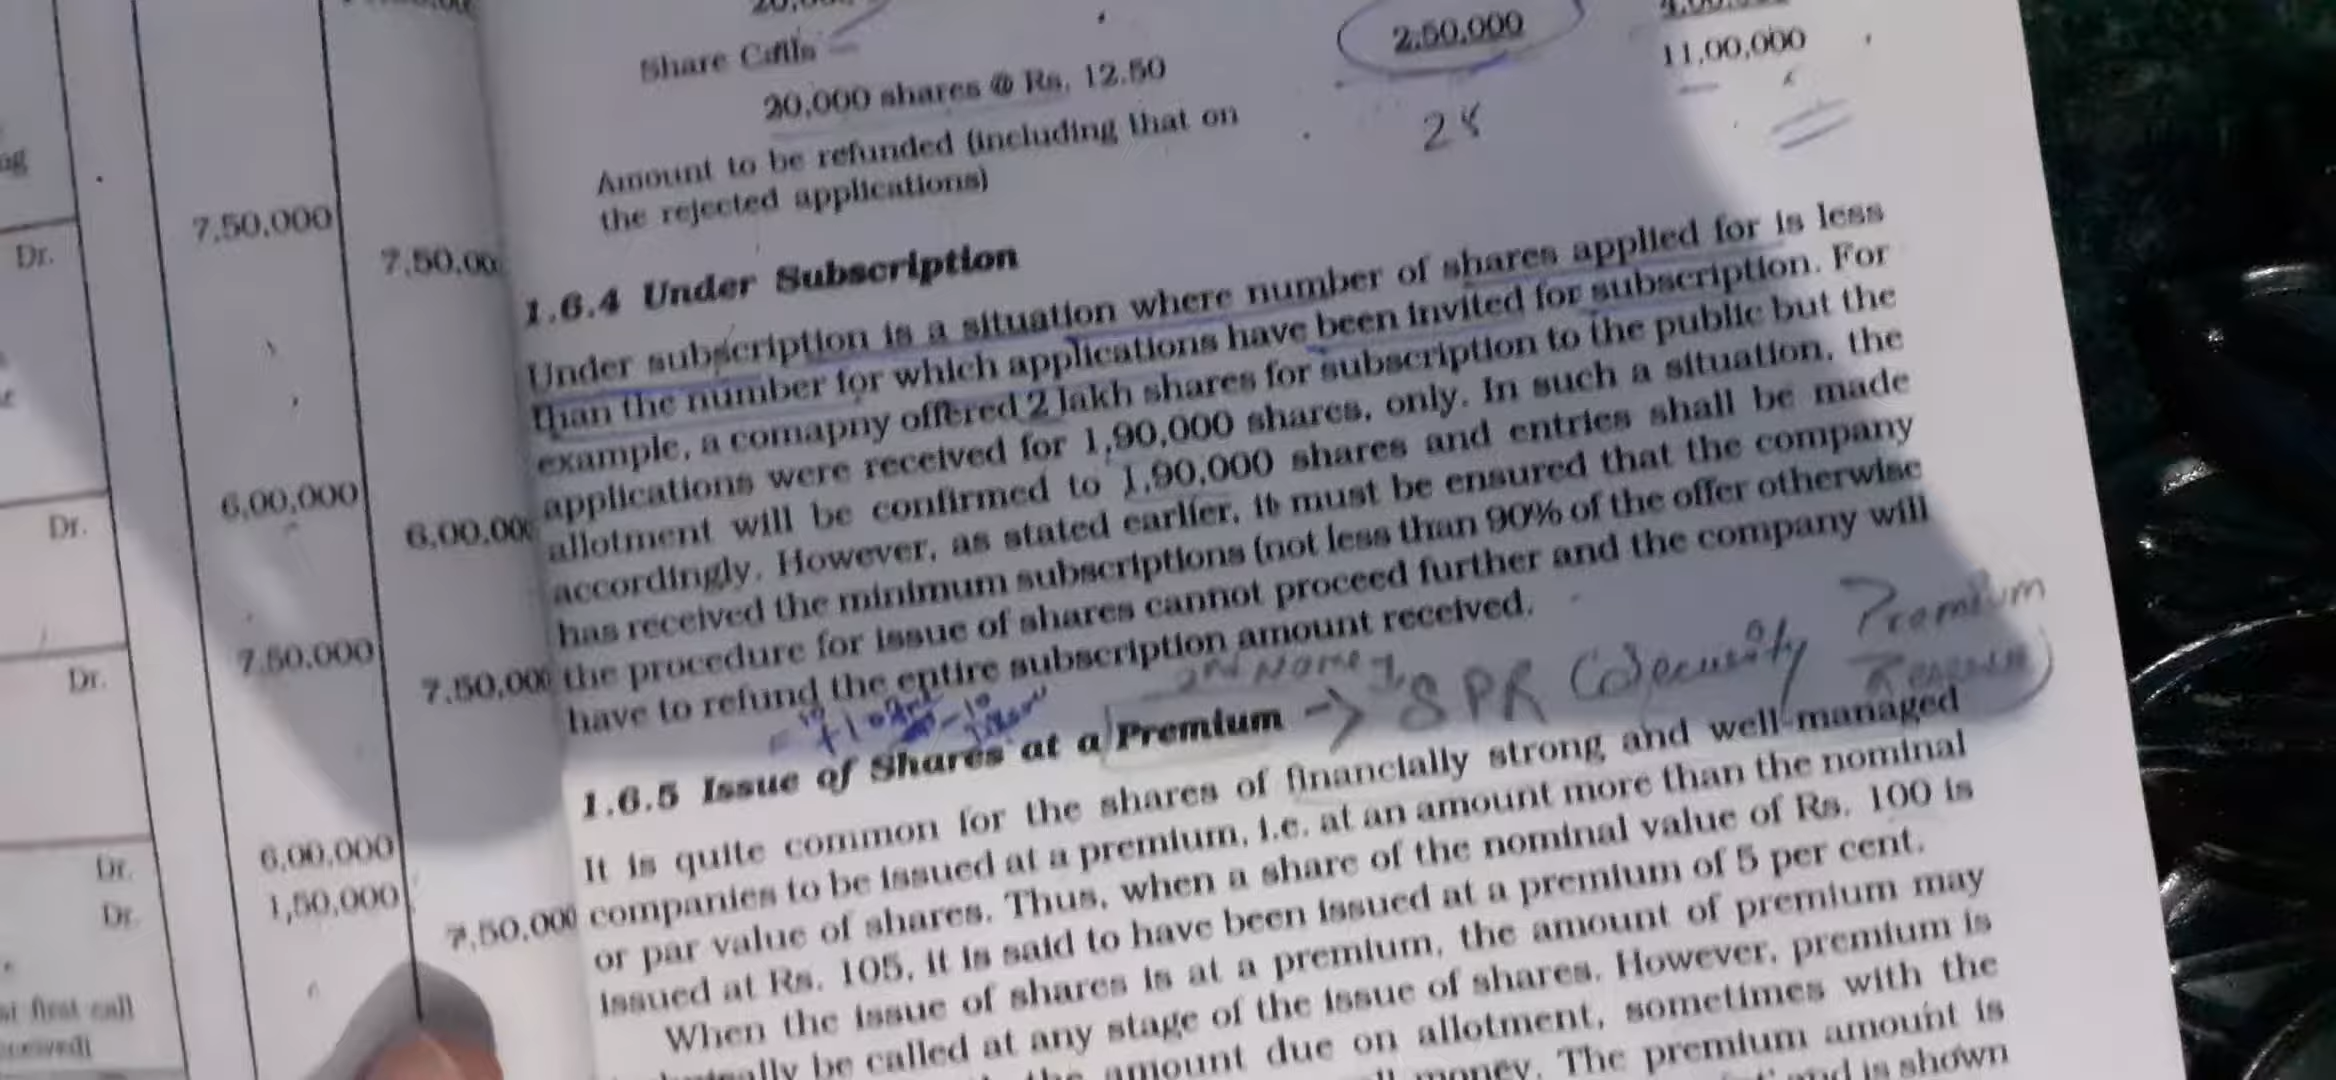 Share Calls
20,000 shares @ Rs. 12.50
2,50,000
11,00,000
Amount to be refunded (including that on
the rejected applications)
7,50,000
Dr.
7,50,00
1.6.4 Under Subscription
Under subscription is a situation where number of shares applied for is less
than the number for which applications have been invited for subscription. For
example, a comapny offered 2 lakh shares for subscription to the public but the
applications were received for 1,90,000 shares, only. In such a situation, the
allotment will be confirmed to 1,90,000 shares and entries shall be made
accordingly. However, as stated earlier, it must be ensured that the company
has received the minimum subscriptions (not less than 90% of the offer otherwise
the procedure for issue of shares cannot proceed further and the company will
have to refund the entire subscription amount received.
6,00,000
Dr.
6,00,00
7,50,000
Dr.
7,50,000
SPR (Security Premium
1.6.5 Issue of Shares at a Premium
It is quite common for the shares of financially strong and well-managed
companies to be issued at a premium, i.e. at an amount more than the nominal
or par value of shares. Thus, when a share of the nominal value of Rs. 100 is
issued at Rs. 105, it is said to have been issued at a premium of 5 per cent.
When the issue of shares is at a premium, the amount of premium may
be called at any stage of the issue of shares. However, premium is
amount due on allotment, sometimes with the
money. The premium amount is
and is shown
Dr. 6,00,000
Dr. 1,50,000
7,50,000
first call